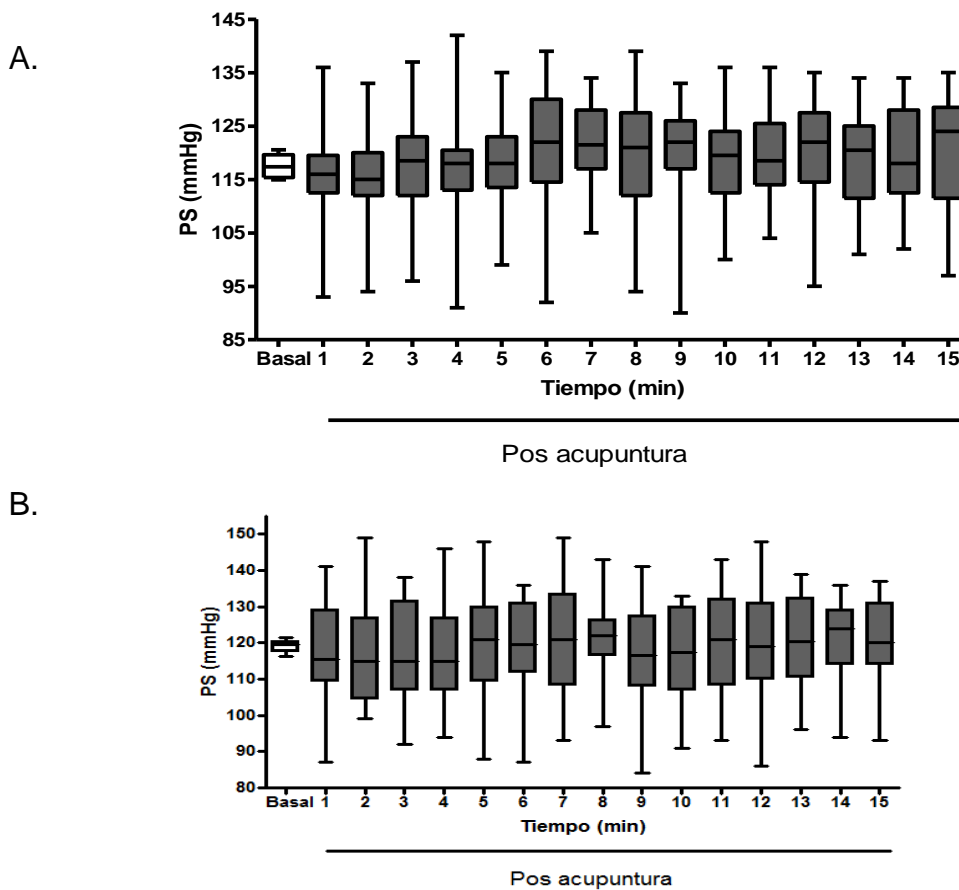 A.
145
135
125
115
105
95
85
PS (mmHg)
Basal 1 2 3 4 5 6 7 8 9 10 11 12 13 14 15
Tiempo (min)
Pos acupuntura
B.
150
140
130
120
110
100
90
80
PS (mmHg)
Basal 1 2 3 4 5 6 7 8 9 10 11 12 13 14 15
Tiempo (min)
Pos acupuntura